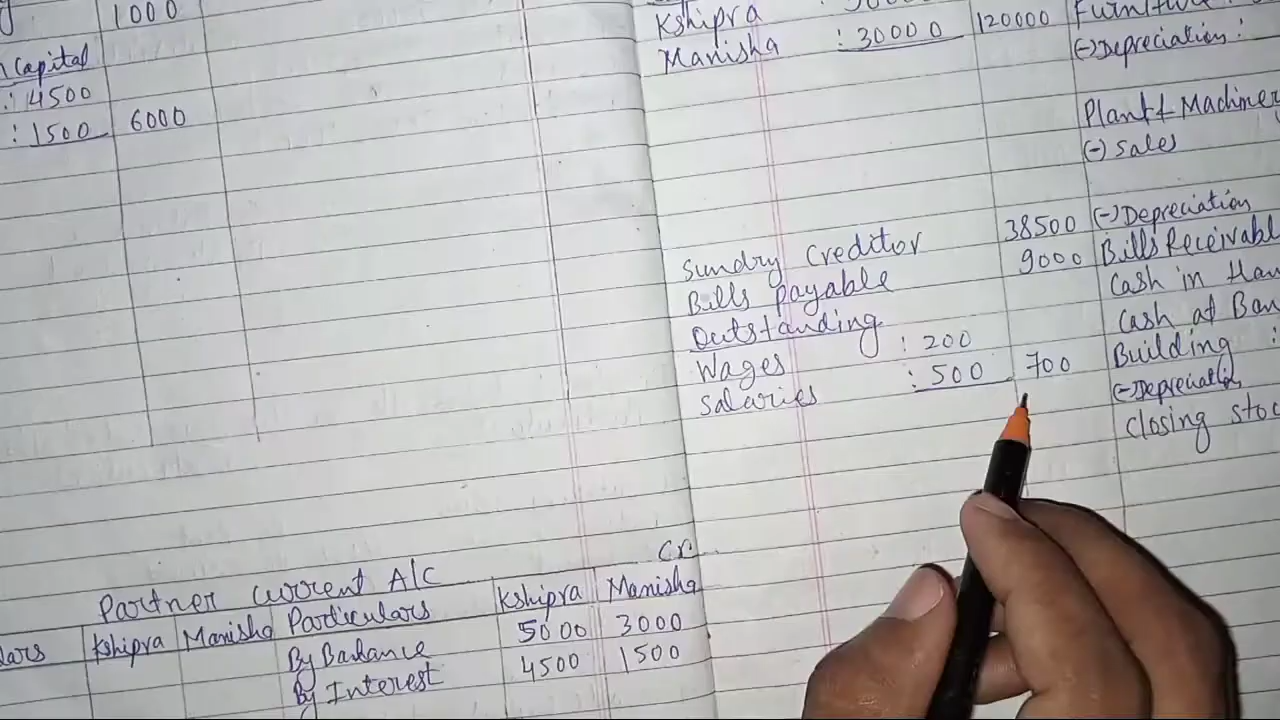 1000
Capital
: 4500
: 1500 6000
Kshipra
Manisha : 30000 120000
Sundry Creditor 38500
Bills Payable 9000
Outstanding
Wages : 200
Salaries : 500 700
(-) Depreciation :
Plant & Machiner
(-) Sales
(-) Depreciation
Bills Receivabl
Cash in Han
Cash at Ban
Building :
(-) Depreciation
Closing Stoc
Partner Current A/C Cr.
lars Kshipra Manisha Particulars Kshipra Manisha
By Balance 5000 3000
By Interest 4500 1500